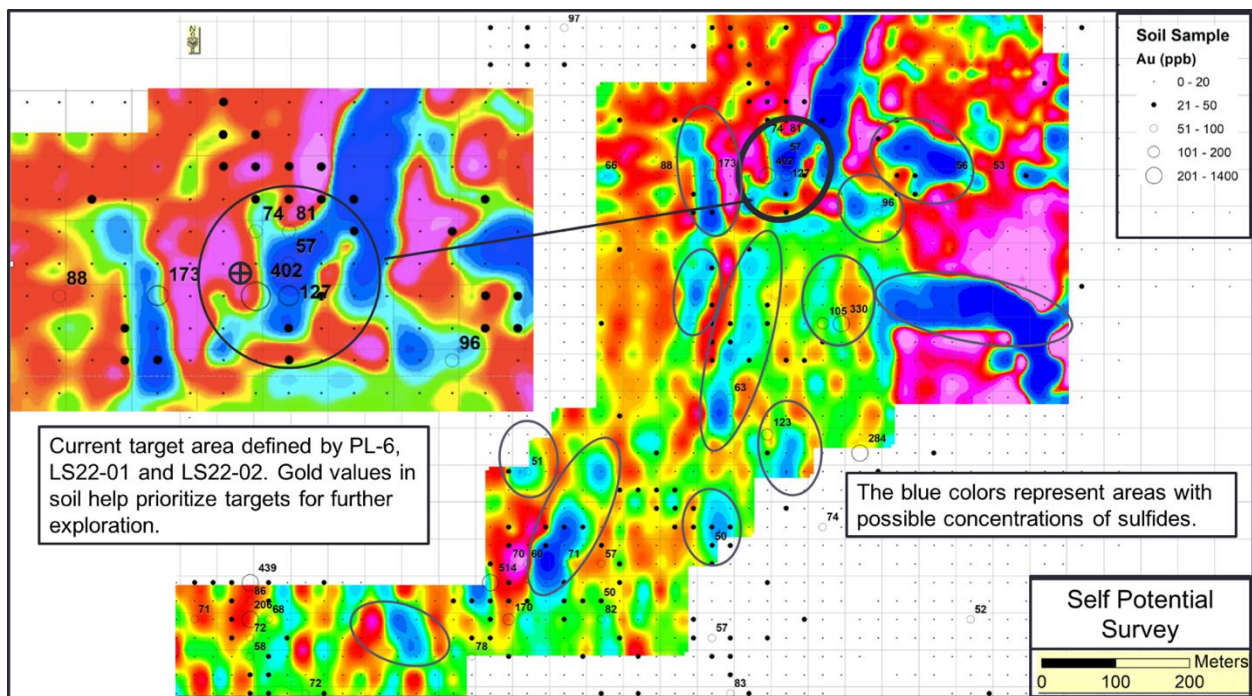 97
Soil Sample
Au (ppb)
0 - 20
21 - 50
51 - 100
101 - 200
201 - 1400
74 81
57
402
127
88
173
96
66
88
173
74 81
57
402
127
56
53
96
105 330
63
123
284
51
Current target area defined by PL-6,
LS22-01 and LS22-02. Gold values in
soil help prioritize targets for further
exploration.
The blue colors represent areas with
possible concentrations of sulfides.
74
50
70 60 71 57
514
439
86
206 68
71
72
58
72
170
50
82
78
57
52
83
Self Potential
Survey
Meters
0 100 200